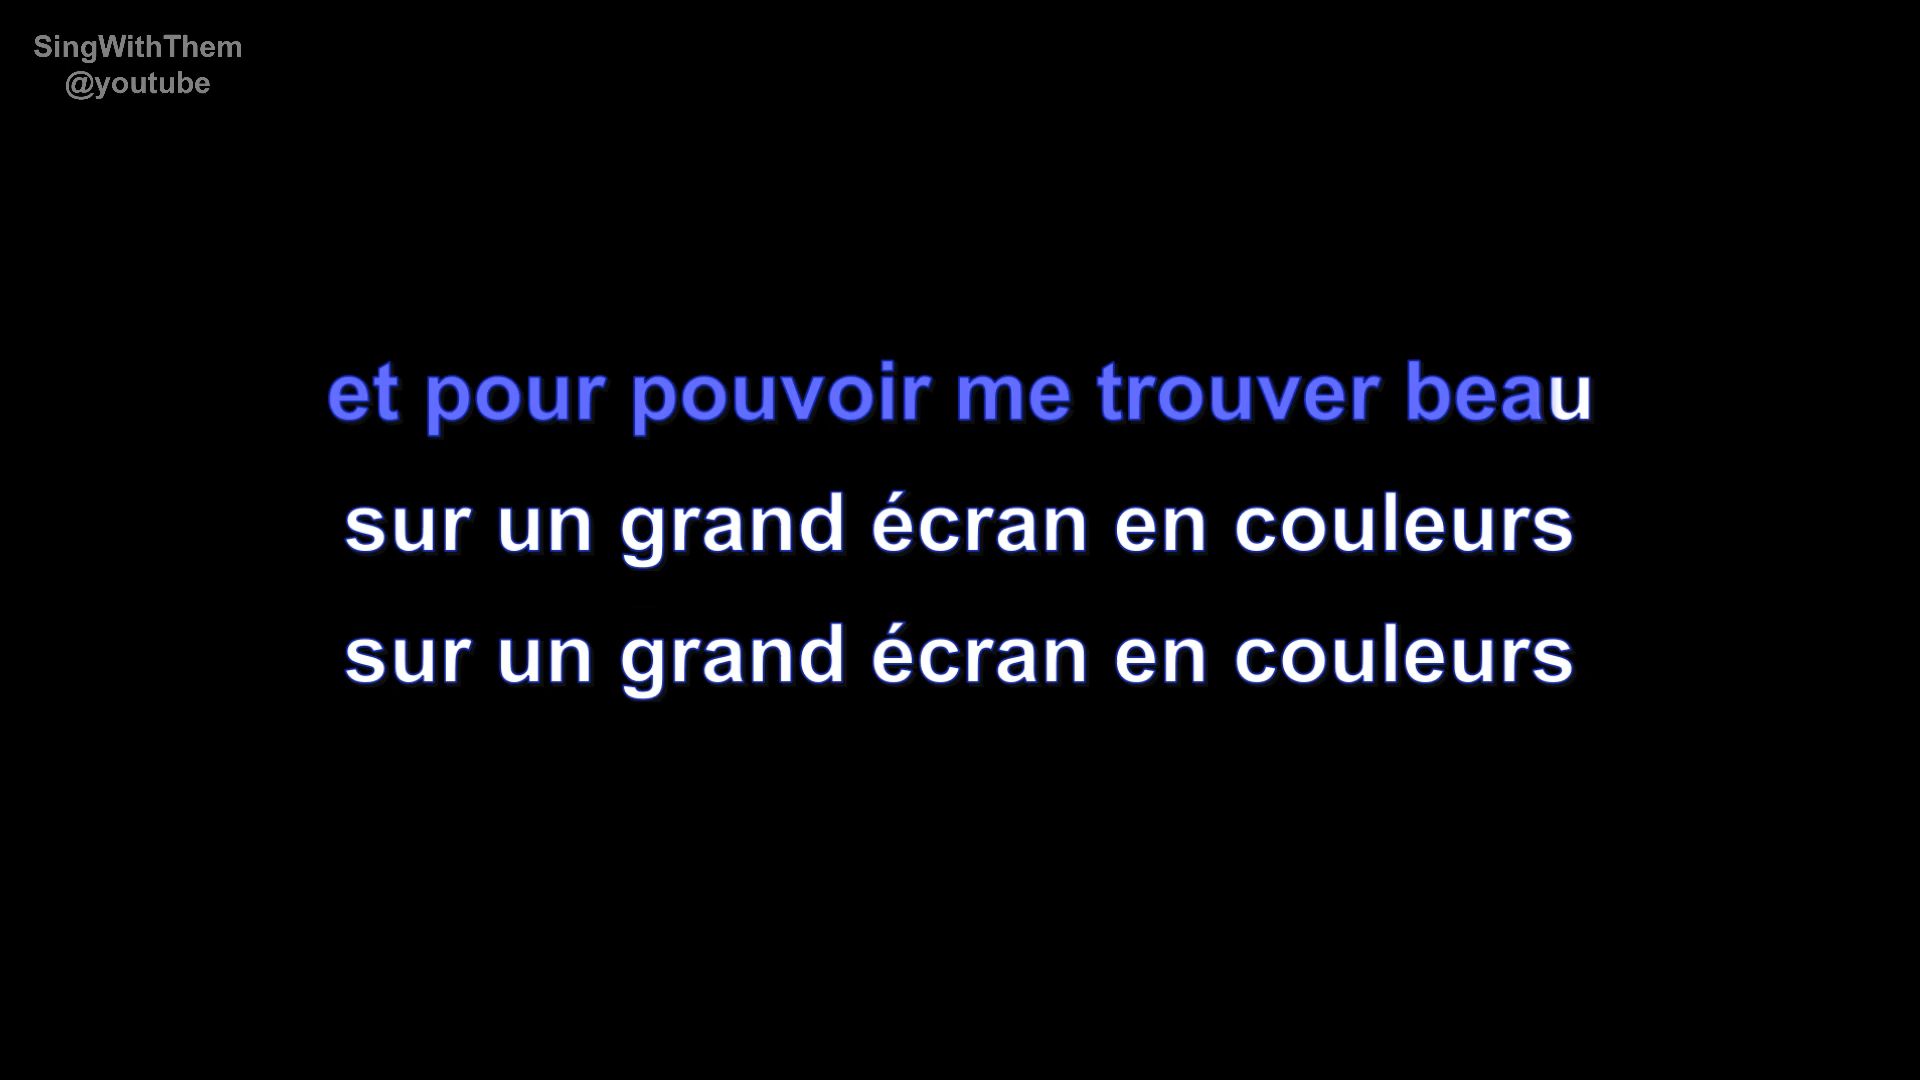 SingWithThem
@youtube
et pour pouvoir me trouver beau
sur un grand écran en couleurs
sur un grand écran en couleurs